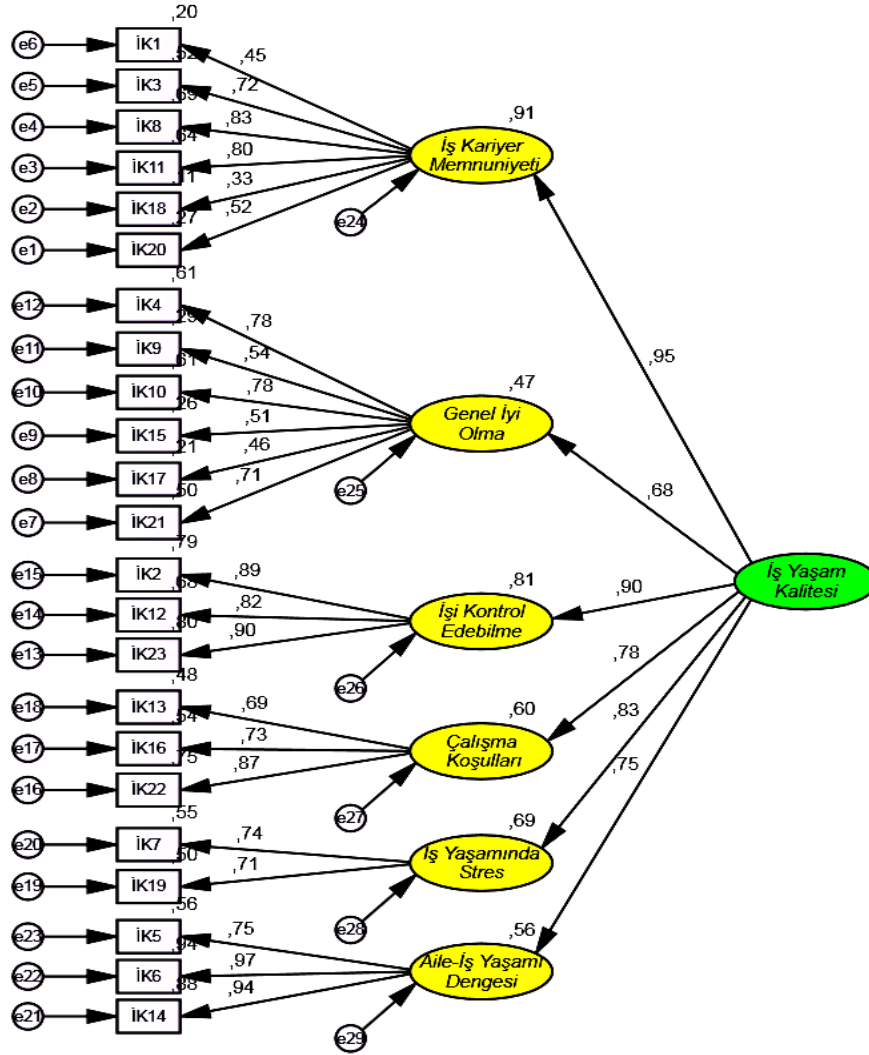 ,20
e6 İK1 ,45
,52
e5 İK3 ,72
,69
e4 İK8 ,83
,64
e3 İK11 ,80
,11
e2 İK18 ,33
,27
e1 İK20 ,52
,91
İş Kariyer
Memnuniyeti
e24
,61
e12 İK4 ,78
,29
e11 İK9 ,54
,61
e10 İK10 ,78
,26
e9 İK15 ,51
,21
e8 İK17 ,46
,50
e7 İK21 ,71
,47
Genel İyi
Olma
e25
,95
,68
,90
,78
,83
,75
İş Yaşam
Kalitesi
,79
e15 İK2 ,89
,68
e14 İK12 ,82
,80
e13 İK23 ,90
,81
İşi Kontrol
Edebilme
e26
,48
e18 İK13 ,69
,54
e17 İK16 ,73
,75
e16 İK22 ,87
,60
Çalışma
Koşulları
e27
,55
e20 İK7 ,74
,50
e19 İK19 ,71
,69
İş Yaşamında
Stres
e28
,56
e23 İK5 ,75
,94
e22 İK6 ,97
,88
e21 İK14 ,94
,56
Aile-İş Yaşamı
Dengesi
e29